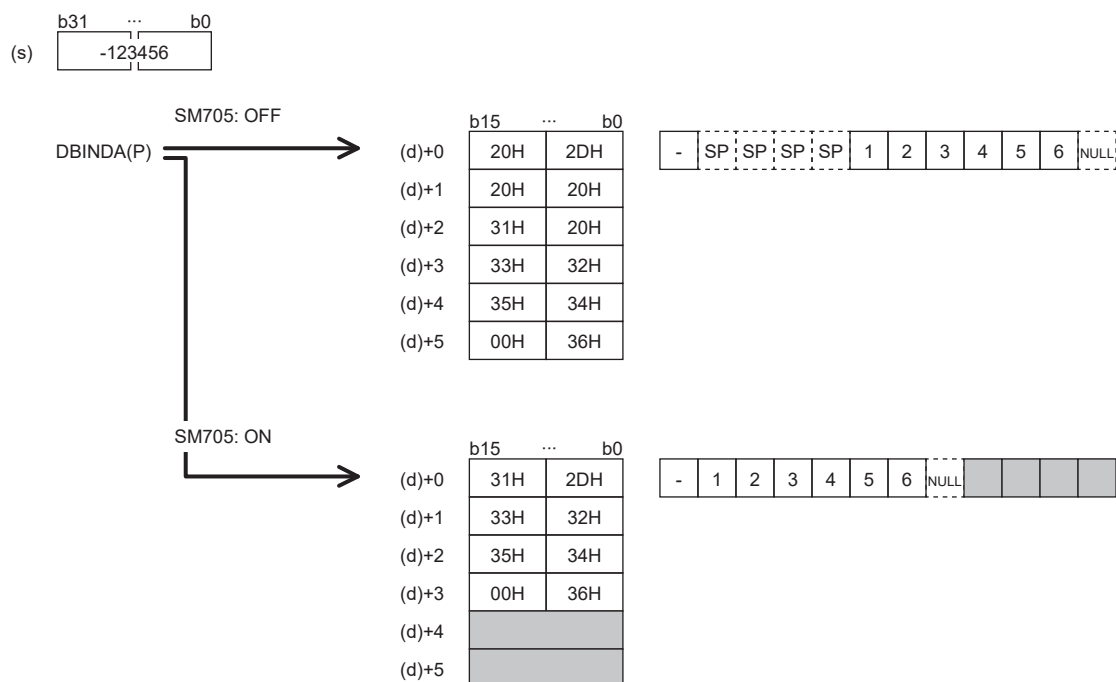 b31 ··· b0
(s) -123456
SM705: OFF
DBINDA(P)
b15 ··· b0
(d)+0 20H 2DH - SP SP SP SP 1 2 3 4 5 6 NULL
(d)+1 20H 20H
(d)+2 31H 20H
(d)+3 33H 32H
(d)+4 35H 34H
(d)+5 00H 36H
SM705: ON
b15 ··· b0
(d)+0 31H 2DH - 1 2 3 4 5 6 NULL
(d)+1 33H 32H
(d)+2 35H 34H
(d)+3 00H 36H
(d)+4
(d)+5